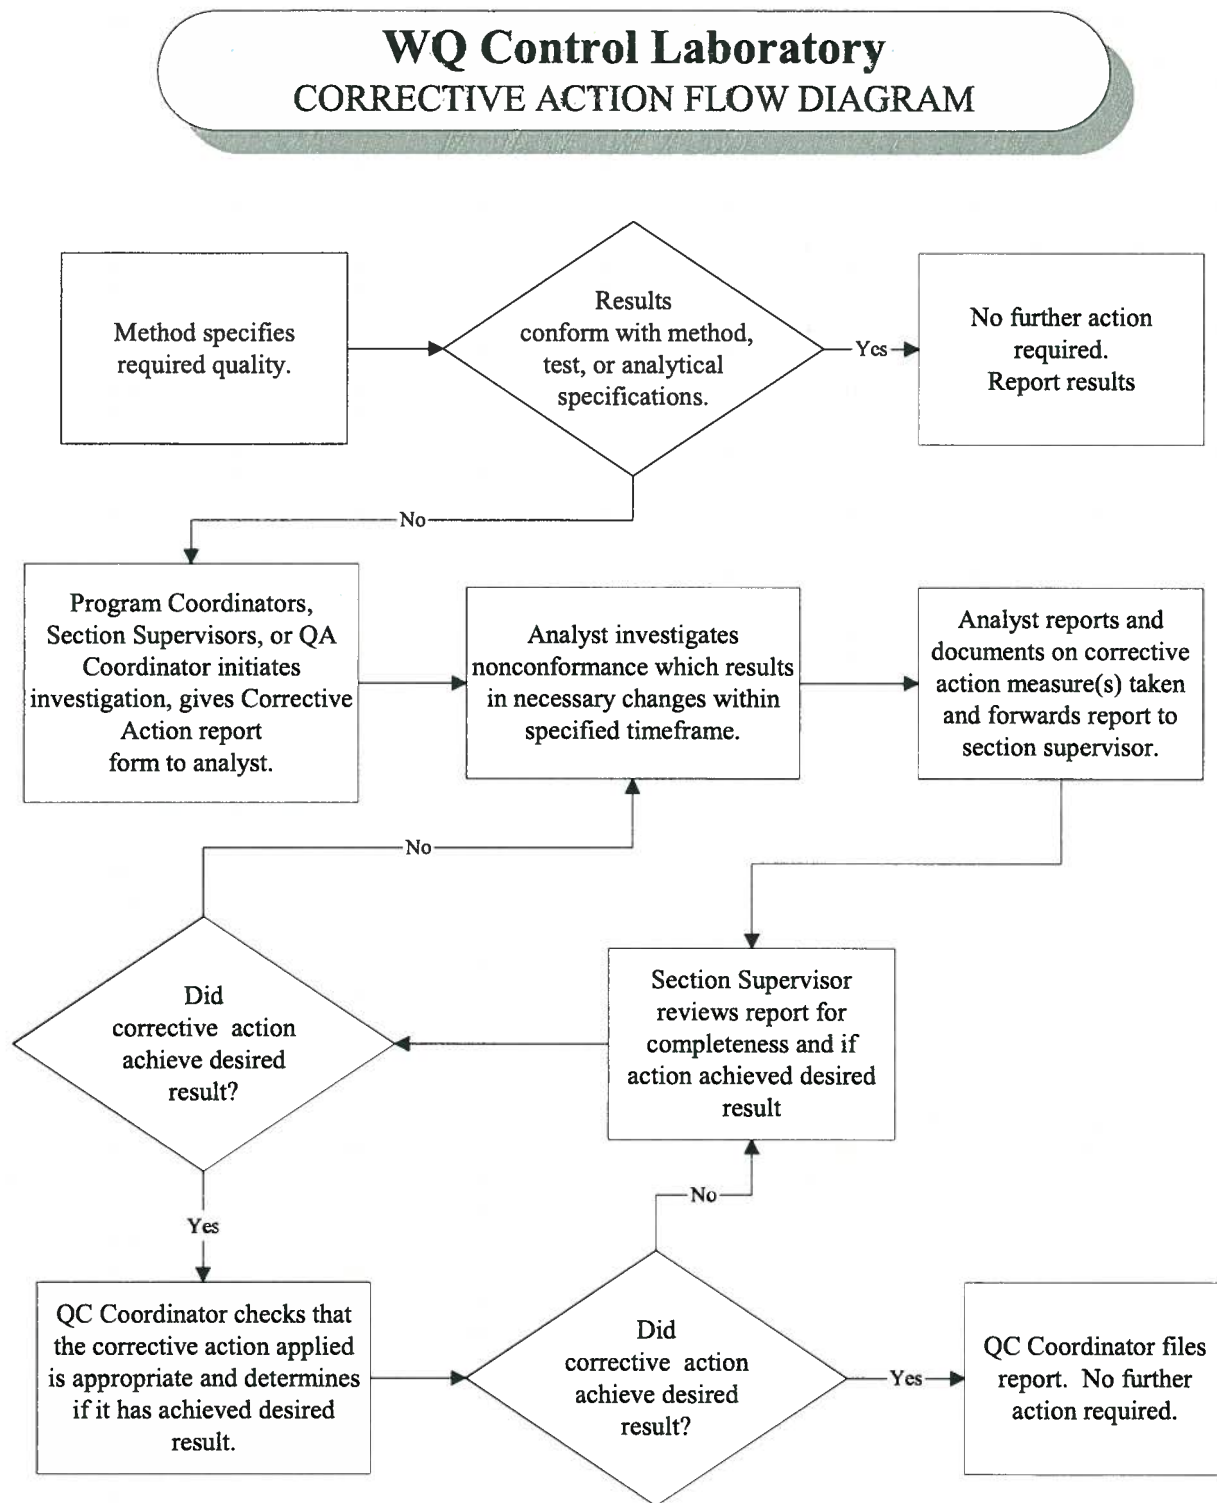 WQ Control Laboratory
CORRECTIVE ACTION FLOW DIAGRAM
Method specifies
required quality.
Results
conform with method,
test, or analytical
specifications.
Yes
No further action
required.
Report results
No
Program Coordinators,
Section Supervisors, or QA
Coordinator initiates
investigation, gives Corrective
Action report
form to analyst.
Analyst investigates
nonconformance which results
in necessary changes within
specified timeframe.
Analyst reports and
documents on corrective
action measure(s) taken
and forwards report to
section supervisor.
No
Did
corrective action
achieve desired
result?
Section Supervisor
reviews report for
completeness and if
action achieved desired
result
Yes
No
QC Coordinator checks that
the corrective action applied
is appropriate and determines
if it has achieved desired
result.
Did
corrective action
achieve desired
result?
Yes
QC Coordinator files
report. No further
action required.